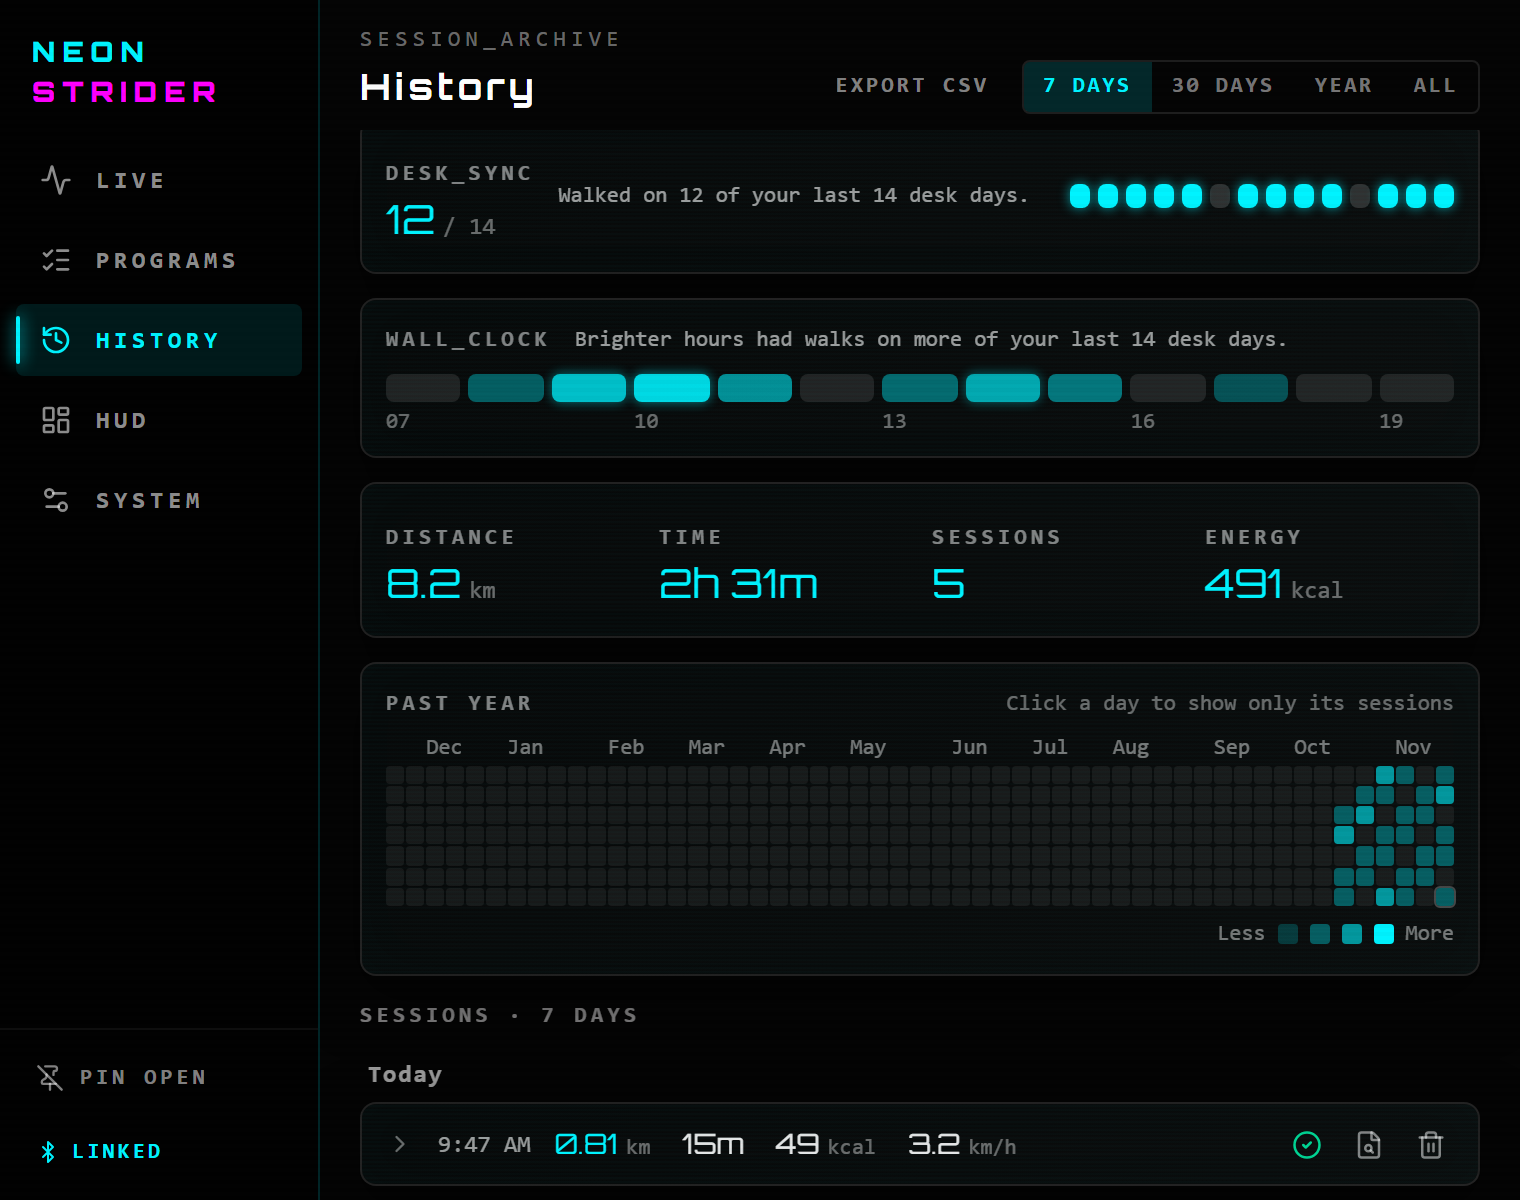 NEON
STRIDER
LIVE
PROGRAMS
HISTORY
HUD
SYSTEM
PIN OPEN
LINKED
SESSION_ARCHIVE
History
EXPORT CSV
7 DAYS
30 DAYS
YEAR
ALL
DESK_SYNC
12 / 14
Walked on 12 of your last 14 desk days.
WALL_CLOCK
Brighter hours had walks on more of your last 14 desk days.
07 10 13 16 19
DISTANCE
8.2 km
TIME
2h 31m
SESSIONS
5
ENERGY
491 kcal
PAST YEAR
Click a day to show only its sessions
Dec Jan Feb Mar Apr May Jun Jul Aug Sep Oct Nov
Less More
SESSIONS · 7 DAYS
Today
9:47 AM 0.81 km 15m 49 kcal 3.2 km/h